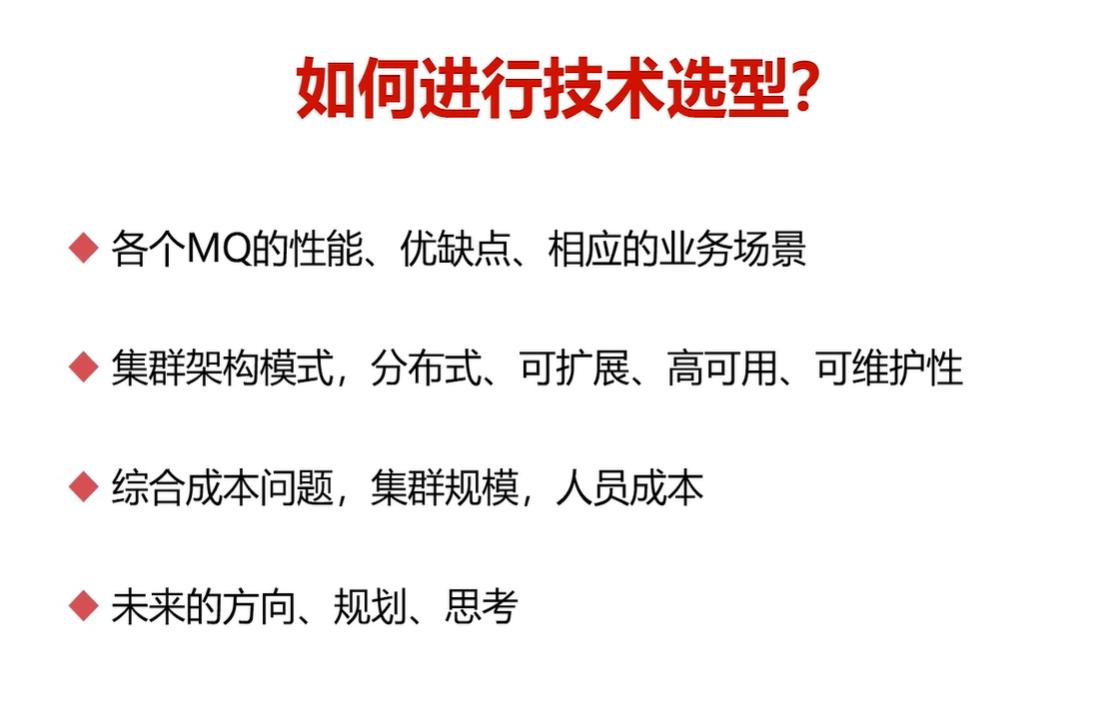 如何进行技术选型？
各个MQ的性能、优缺点、相应的业务场景
集群架构模式，分布式、可扩展、高可用、可维护性
综合成本问题，集群规模，人员成本
未来的方向、规划、思考